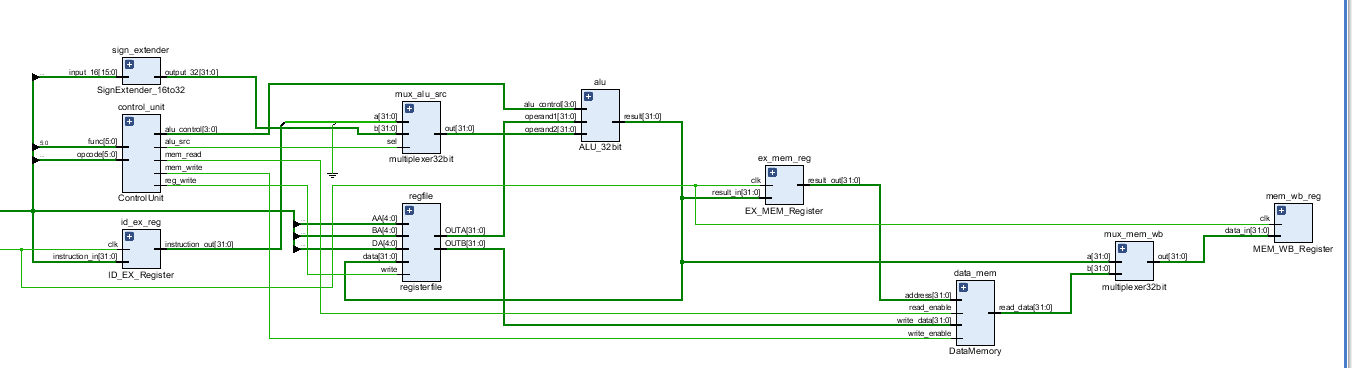 sign_extender
input_16[15:0]
output_32[31:0]
SignExtender_16to32
control_unit
5:0
func[5:0]
opcode[5:0]
alu_control[3:0]
alu_src
mem_read
mem_write
reg_write
ControlUnit
id_ex_reg
clk
instruction_in[31:0]
instruction_out[31:0]
ID_EX_Register
mux_alu_src
a[31:0]
b[31:0]
sel
out[31:0]
multiplexer32bit
regfile
AA[4:0]
BA[4:0]
DA[4:0]
data[31:0]
write
OUTA[31:0]
OUTB[31:0]
registerfile
alu
alu_control[3:0]
operand1[31:0]
operand2[31:0]
result[31:0]
ALU_32bit
ex_mem_reg
clk
result_in[31:0]
result_out[31:0]
EX_MEM_Register
data_mem
address[31:0]
read_enable
write_data[31:0]
write_enable
read_data[31:0]
DataMemory
mux_mem_wb
a[31:0]
b[31:0]
out[31:0]
multiplexer32bit
mem_wb_reg
clk
data_in[31:0]
MEM_WB_Register